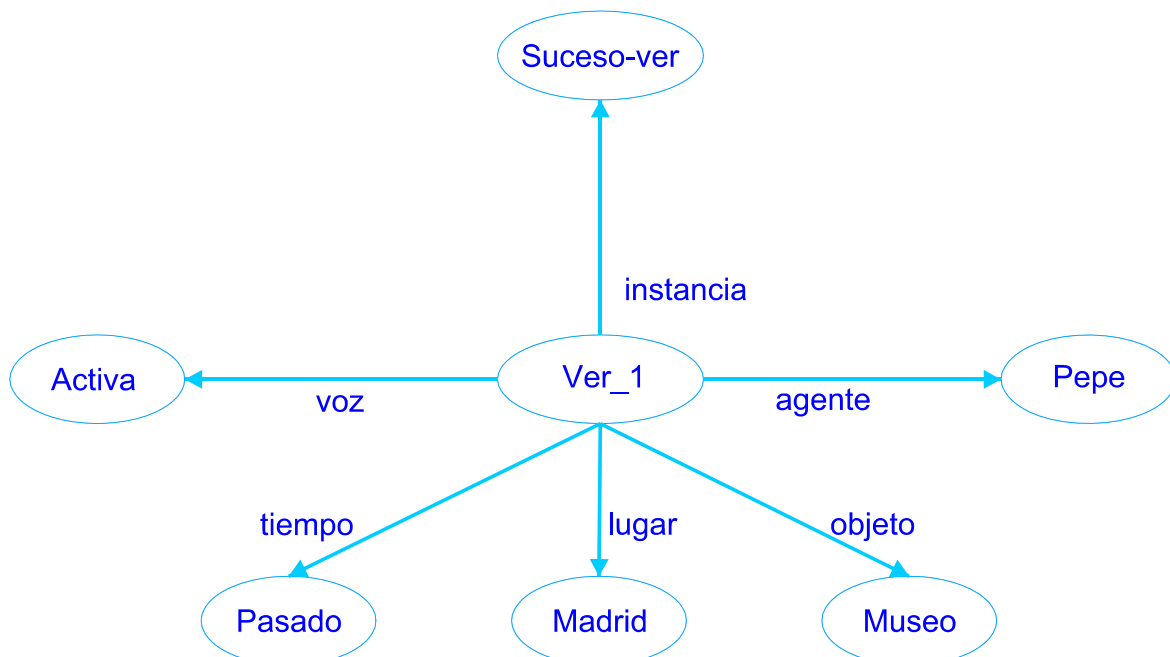 Suceso-ver
instancia
Activa
voz
Ver_1
agente
Pepe
tiempo
lugar
objeto
Pasado
Madrid
Museo